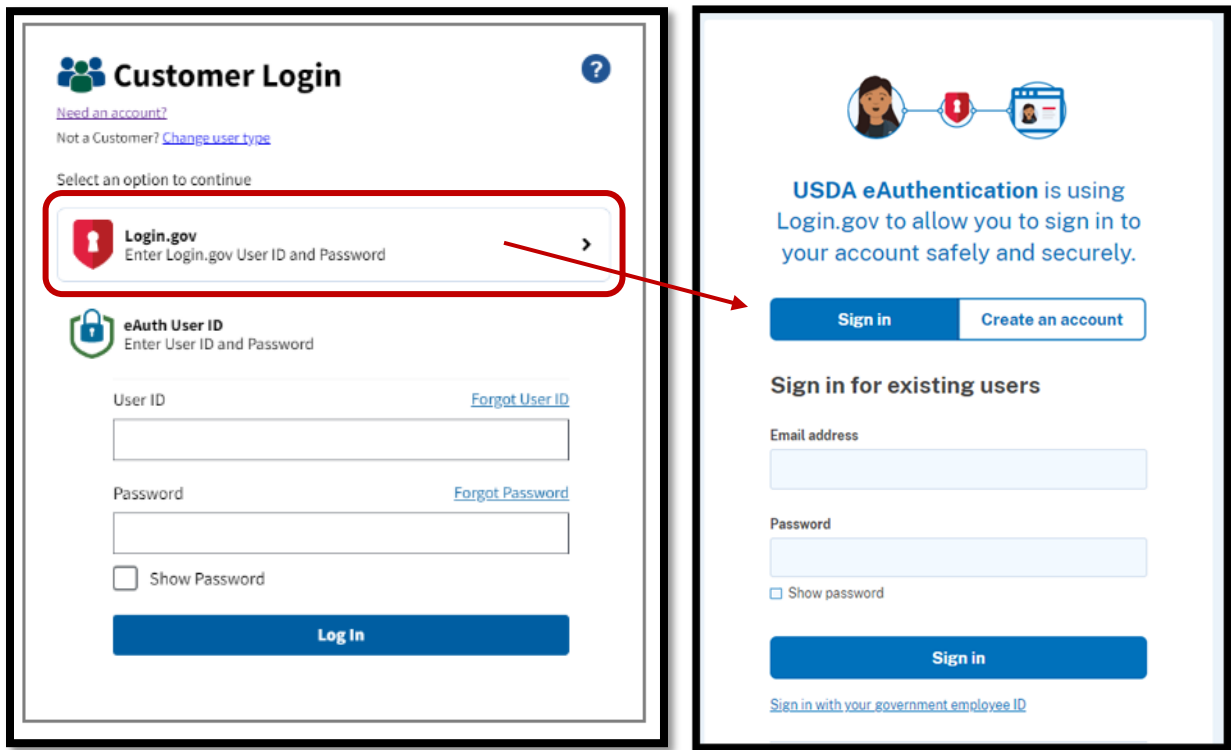 Customer Login
?
Need an account?
Not a Customer? Change user type
Select an option to continue
Login.gov
Enter Login.gov User ID and Password
eAuth User ID
Enter User ID and Password
User ID
Forgot User ID
Password
Forgot Password
Show Password
Log In
USDA eAuthentication is using
Login.gov to allow you to sign in to
your account safely and securely.
Sign in
Create an account
Sign in for existing users
Email address
Password
Show password
Sign in
Sign in with your government employee ID